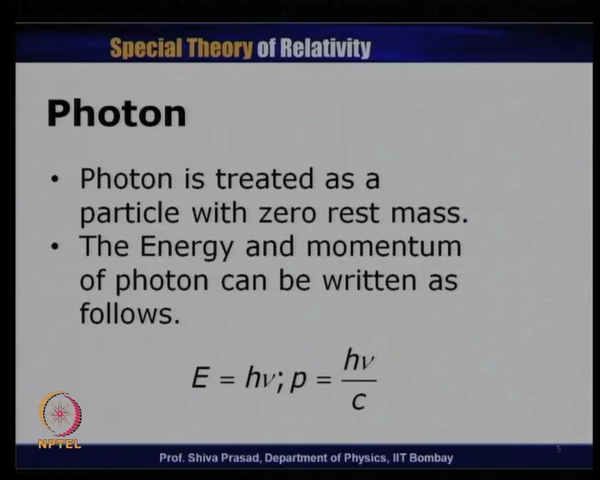 Special Theory of Relativity
Photon
• Photon is treated as a
particle with zero rest mass.
• The Energy and momentum
of photon can be written as
follows.
E = hν; p = hν/c
NPTEL
5
Prof. Shiva Prasad, Department of Physics, IIT Bombay